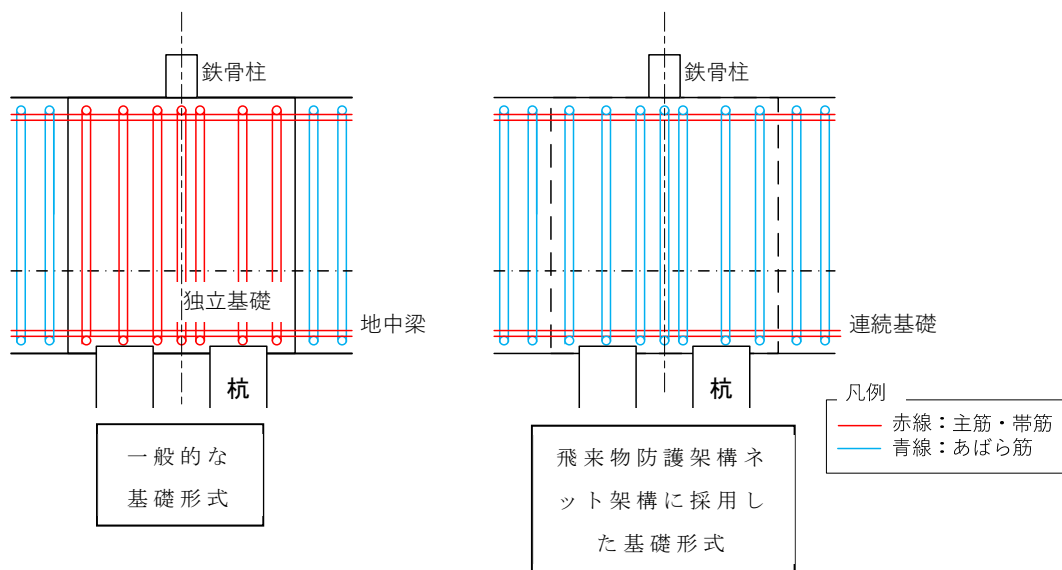 鉄骨柱
独立基礎
地中梁
杭
一般的な
基礎形式
鉄骨柱
連続基礎
杭
飛来物防護架構ネ
ット架構に採用し
た基礎形式
凡例
赤線：主筋・帯筋
青線：あばら筋